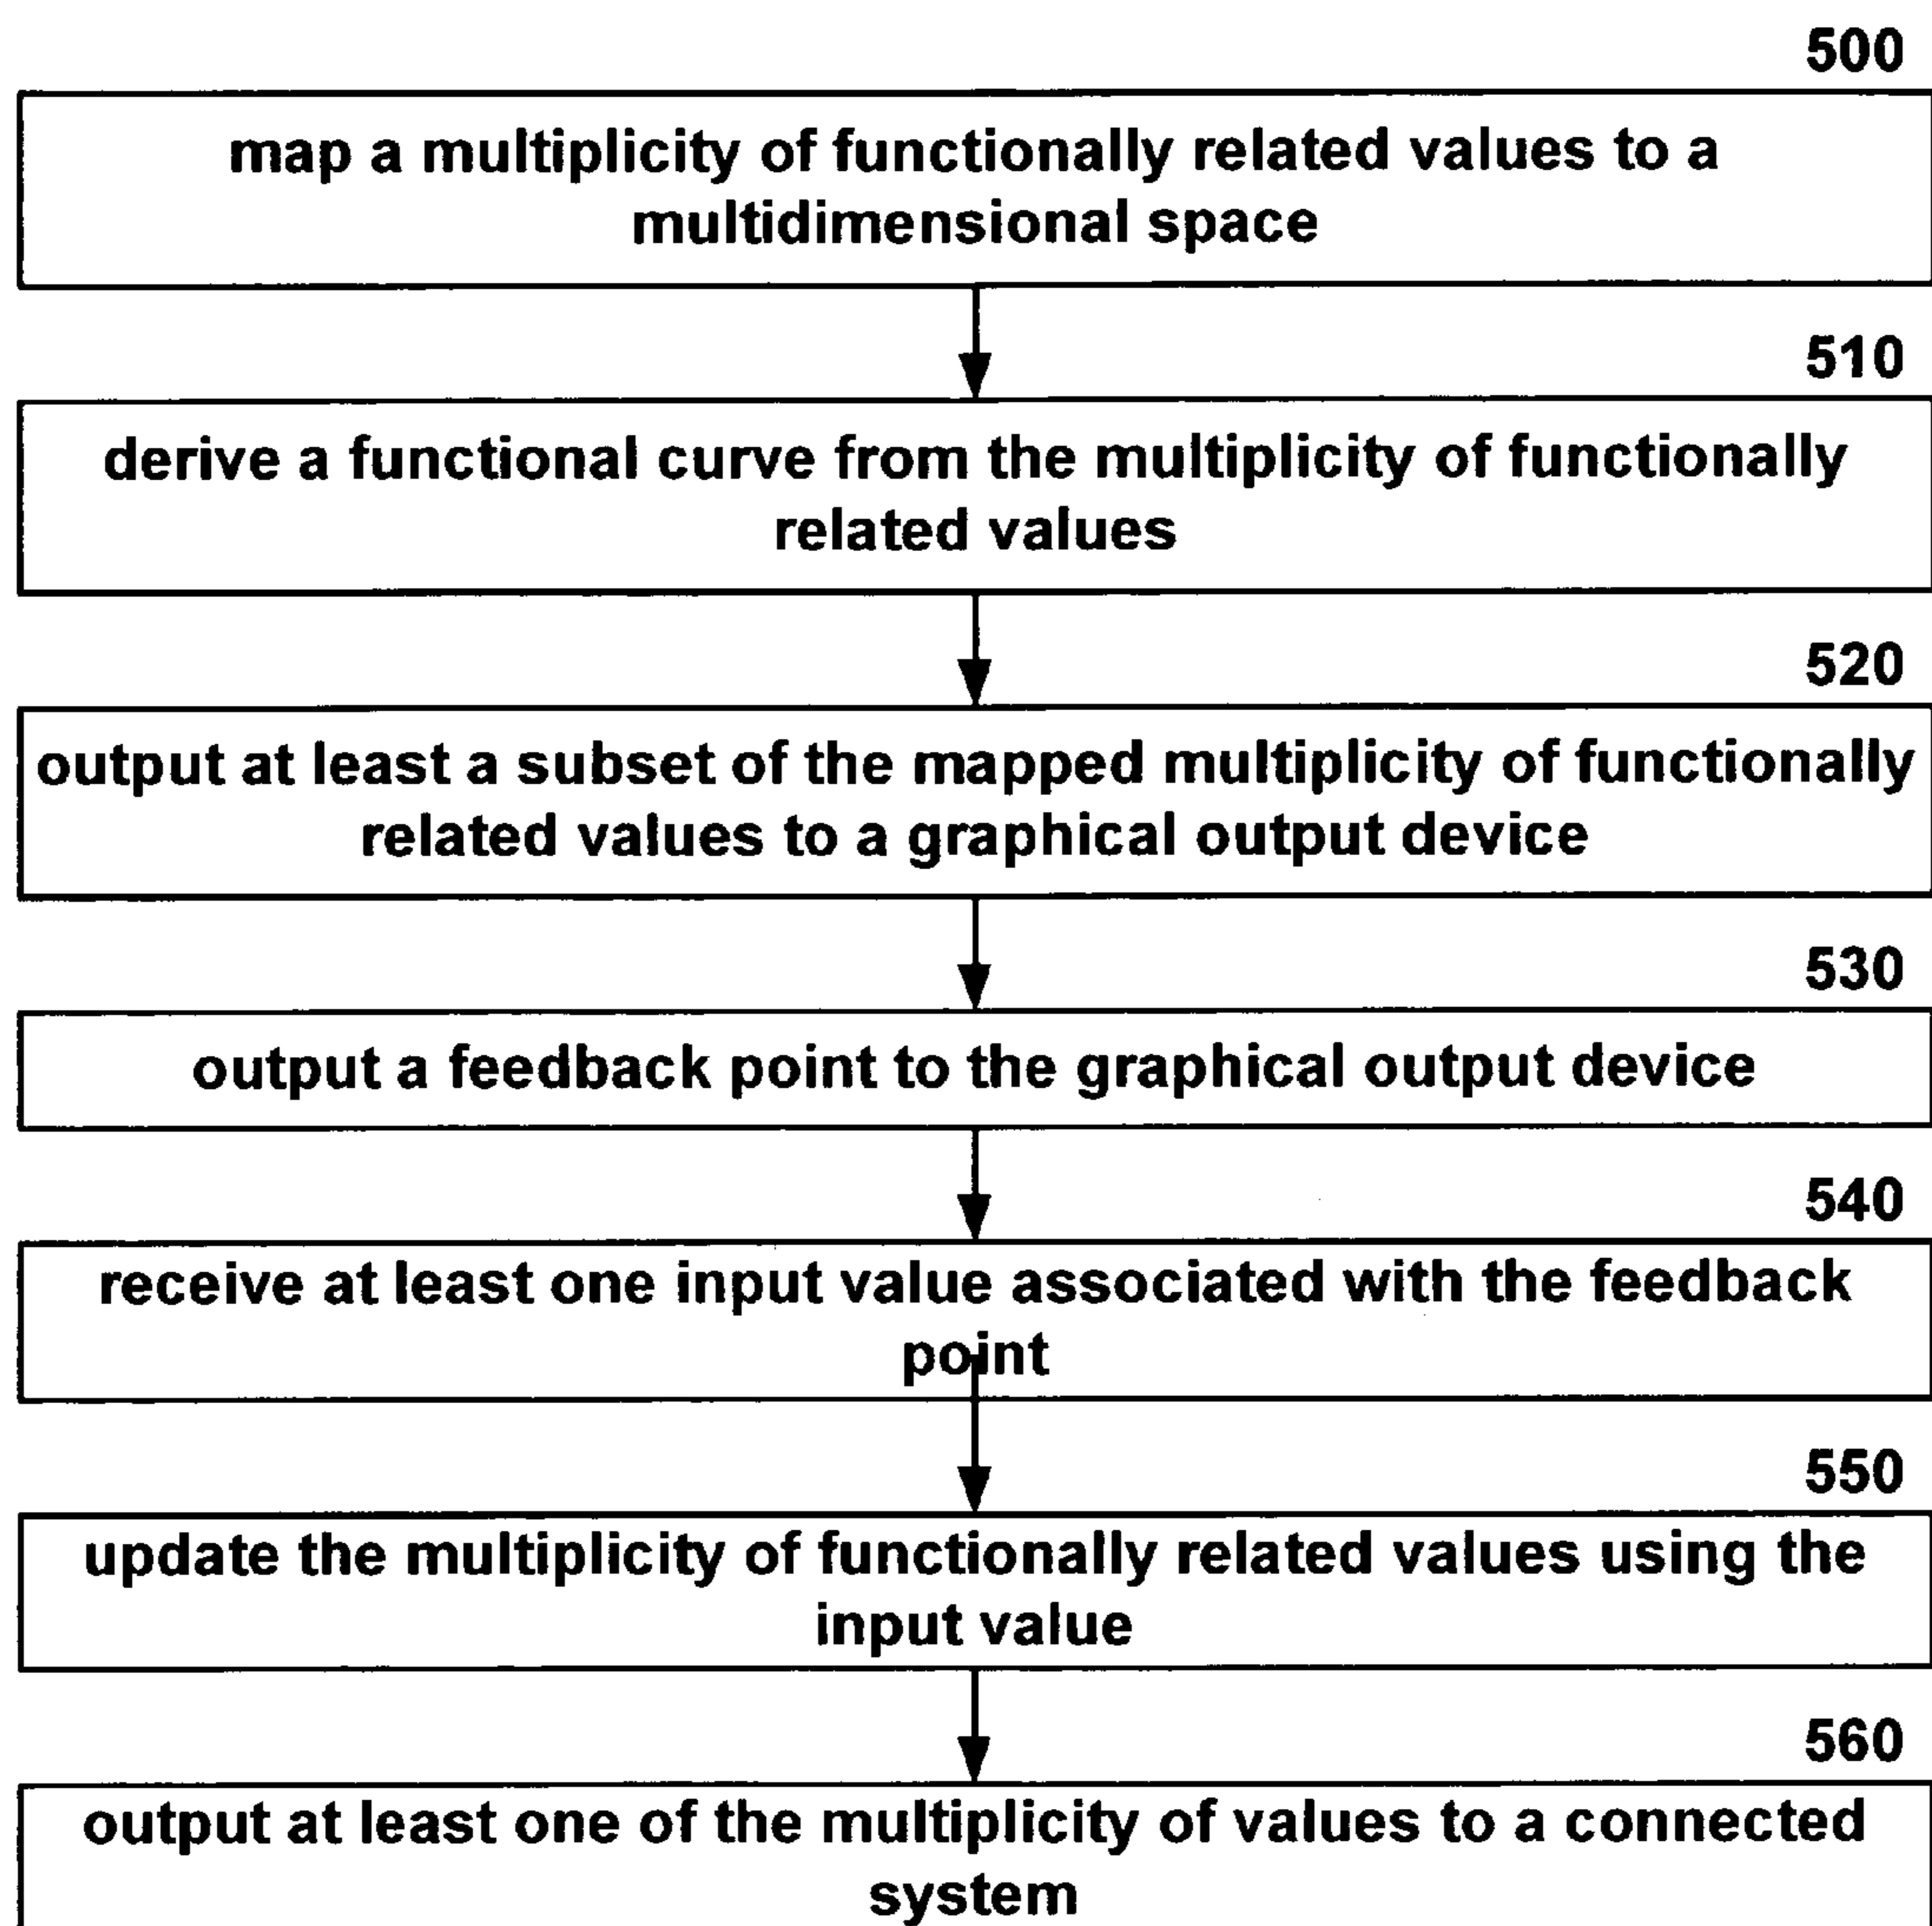 500
map a multiplicity of functionally related values to a
multidimensional space
510
derive a functional curve from the multiplicity of functionally
related values
520
output at least a subset of the mapped multiplicity of functionally
related values to a graphical output device
530
output a feedback point to the graphical output device
540
receive at least one input value associated with the feedback
point
550
update the multiplicity of functionally related values using the
input value
560
output at least one of the multiplicity of values to a connected
system